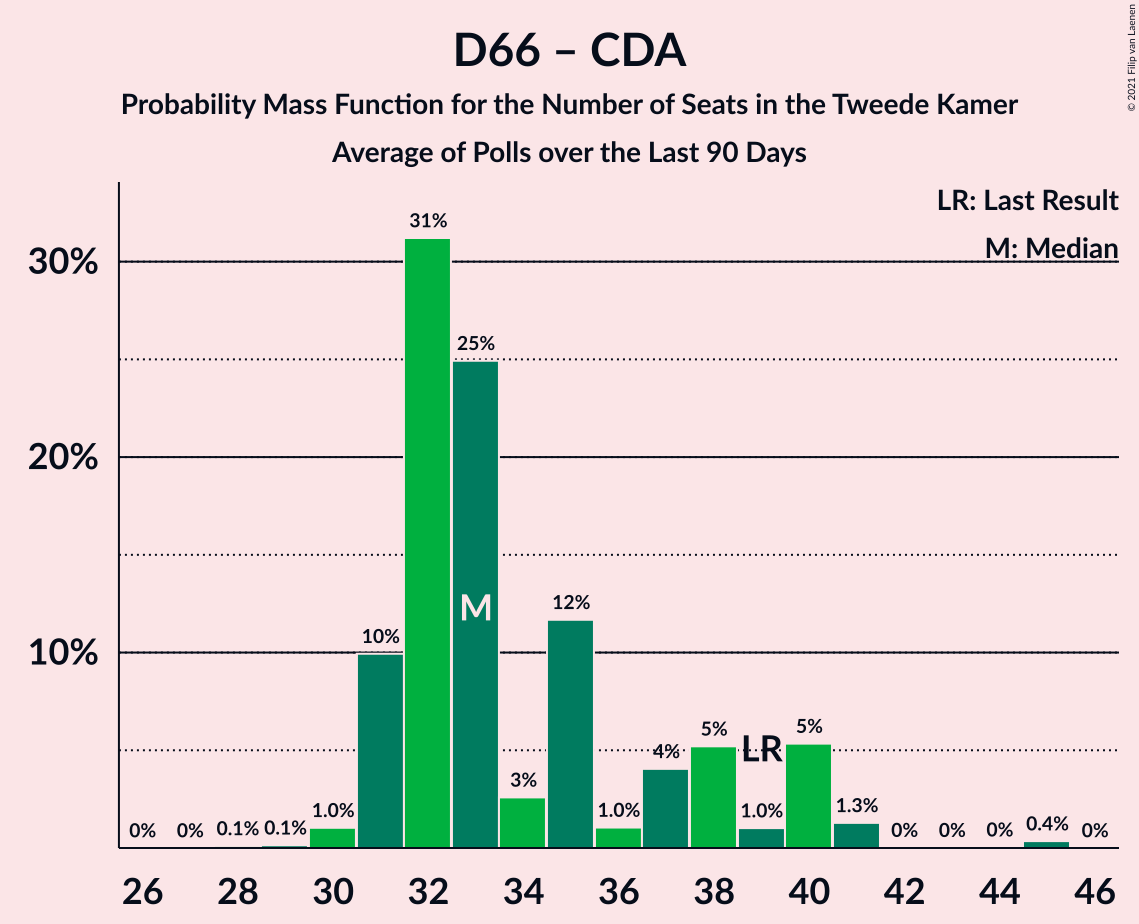 D66 – CDA
Probability Mass Function for the Number of Seats in the Tweede Kamer
Average of Polls over the Last 90 Days
© 2021 Filip van Laenen
LR: Last Result
M: Median
30%
20%
10%
0%
0%
0.1%
0.1%
1.0%
10%
31%
25%
3%
12%
1.0%
4%
5%
1.0%
5%
1.3%
0%
0%
0%
0.4%
0%
M
LR
26 28 30 32 34 36 38 40 42 44 46